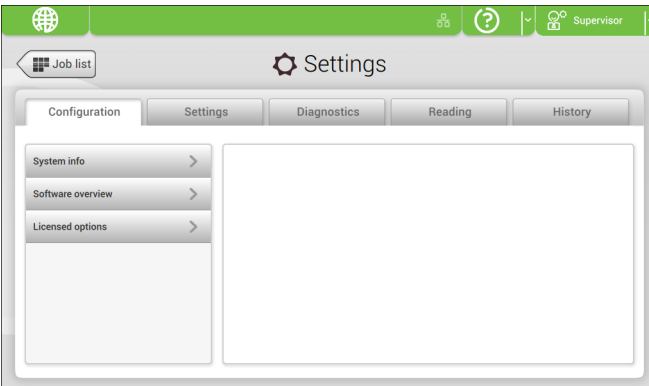 Supervisor
Job list
Settings
Configuration
Settings
Diagnostics
Reading
History
System info
Software overview
Licensed options